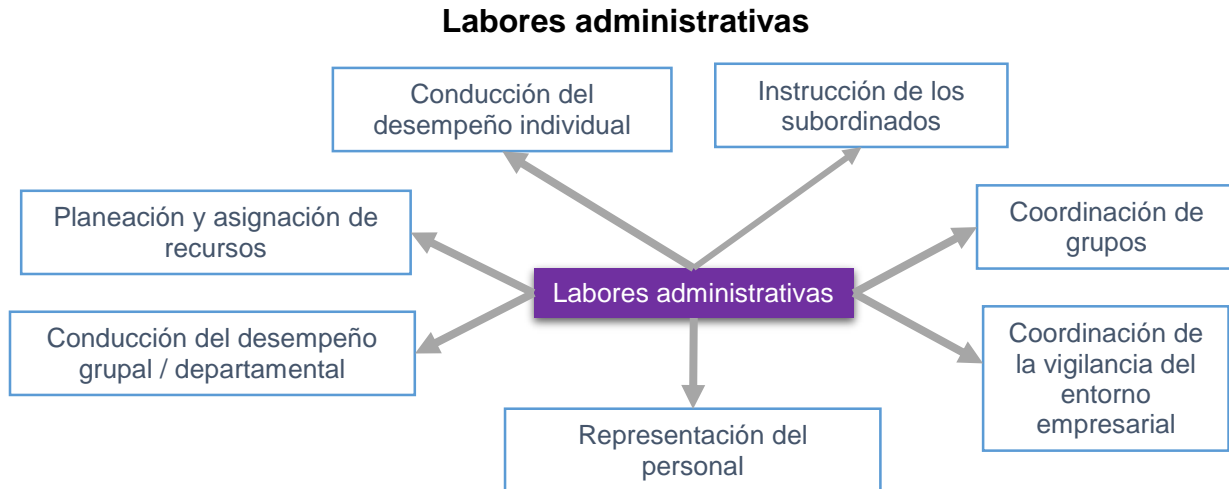 Labores administrativas
Conducción del
desempeño individual
Instrucción de los
subordinados
Planeación y asignación de
recursos
Coordinación de
grupos
Labores administrativas
Conducción del desempeño
grupal / departamental
Coordinación de
la vigilancia del
entorno
empresarial
Representación del
personal